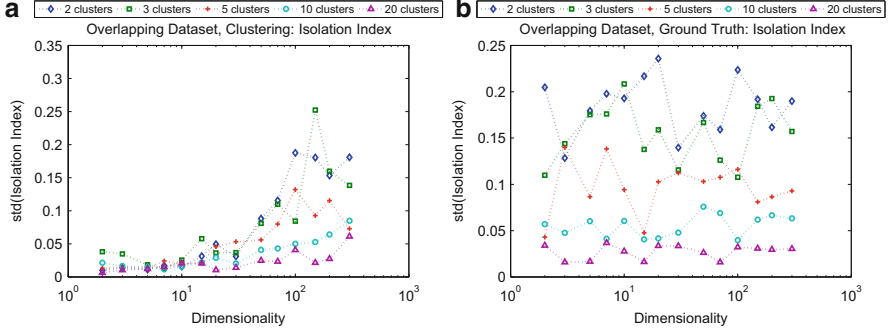 a
2 clusters 3 clusters 5 clusters 10 clusters 20 clusters
Overlapping Dataset, Clustering: Isolation Index
std(Isolation Index)
0.35
0.3
0.25
0.2
0.15
0.1
0.05
0
10^0 10^1 10^2 10^3
Dimensionality
b
2 clusters 3 clusters 5 clusters 10 clusters 20 clusters
Overlapping Dataset, Ground Truth: Isolation Index
std(Isolation Index)
0.25
0.2
0.15
0.1
0.05
0
10^0 10^1 10^2 10^3
Dimensionality